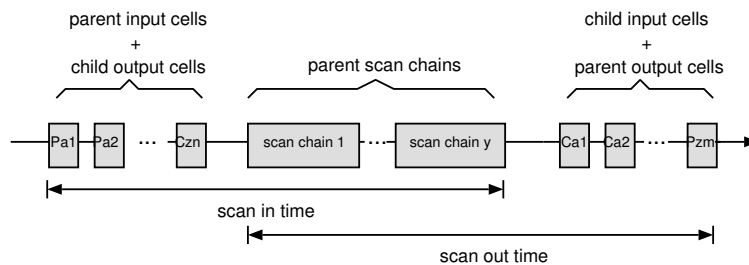 parent input cells
+
child output cells
parent scan chains
child input cells
+
parent output cells
Pa1 Pa2 ... Czn scan chain 1 ... scan chain y Ca1 Ca2 ... Pzm
scan in time
scan out time